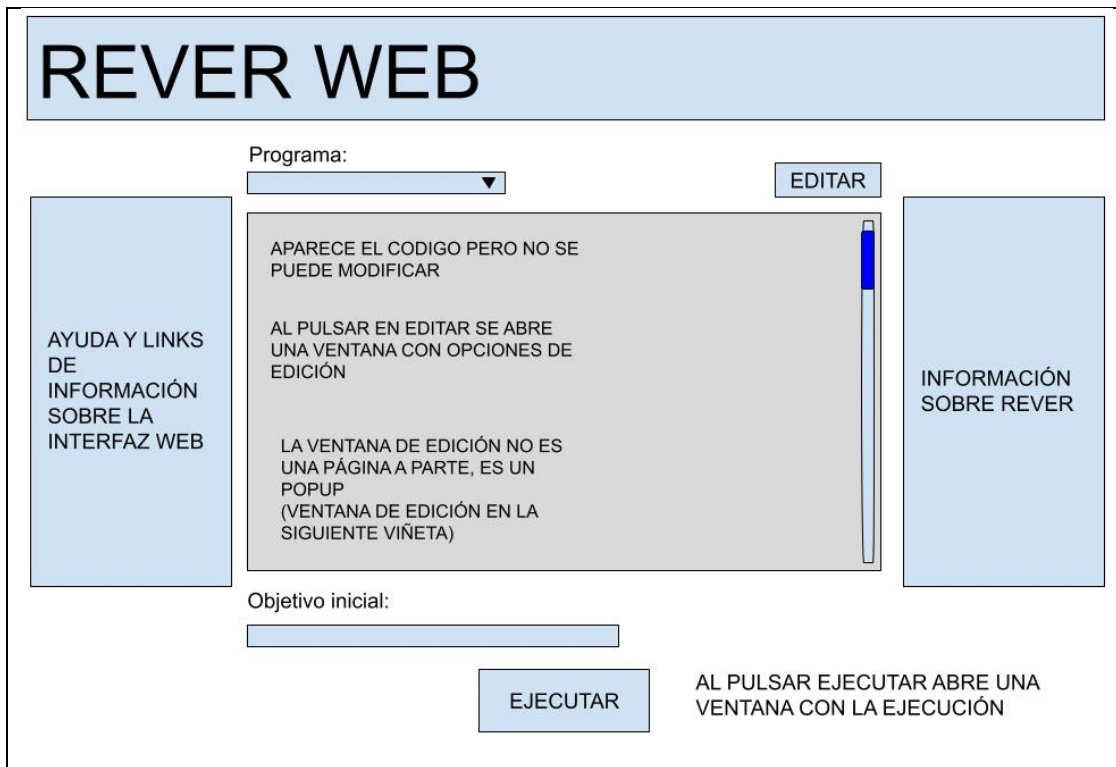 REVER WEB
Programa:
EDITAR
AYUDA Y LINKS
DE
INFORMACIÓN
SOBRE LA
INTERFAZ WEB
APARECE EL CODIGO PERO NO SE
PUEDE MODIFICAR
AL PULSAR EN EDITAR SE ABRE
UNA VENTANA CON OPCIONES DE
EDICIÓN
LA VENTANA DE EDICIÓN NO ES
UNA PÁGINA A PARTE, ES UN
POPUP
(VENTANA DE EDICIÓN EN LA
SIGUIENTE VIÑETA)
INFORMACIÓN
SOBRE REVER
Objetivo inicial:
EJECUTAR
AL PULSAR EJECUTAR ABRE UNA
VENTANA CON LA EJECUCIÓN